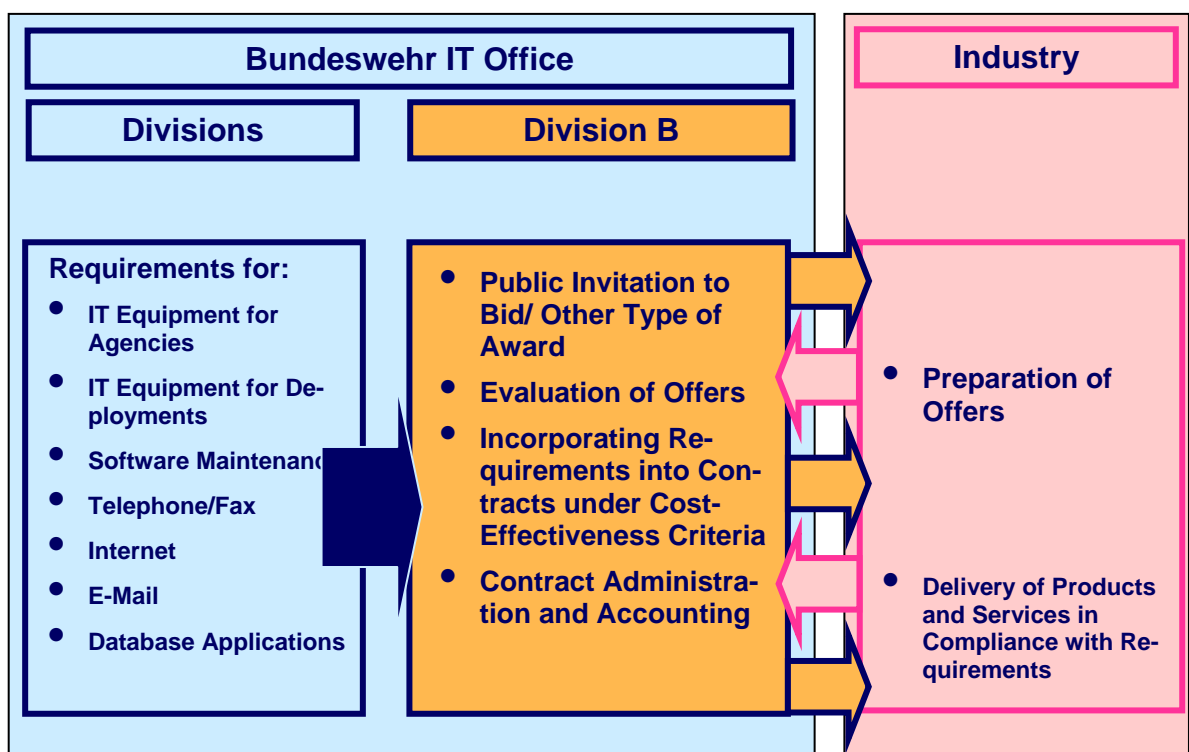 Bundeswehr IT Office
Industry
Divisions
Division B
Requirements for:
• IT Equipment for
Agencies
• IT Equipment for De-
ployments
• Software Maintenanc
• Telephone/Fax
• Internet
• E-Mail
• Database Applications
• Public Invitation to
Bid/ Other Type of
Award
• Evaluation of Offers
• Incorporating Re-
quirements into Con-
tracts under Cost-
Effectiveness Criteria
• Contract Administra-
tion and Accounting
• Preparation of
Offers
• Delivery of Products
and Services in
Compliance with Re-
quirements